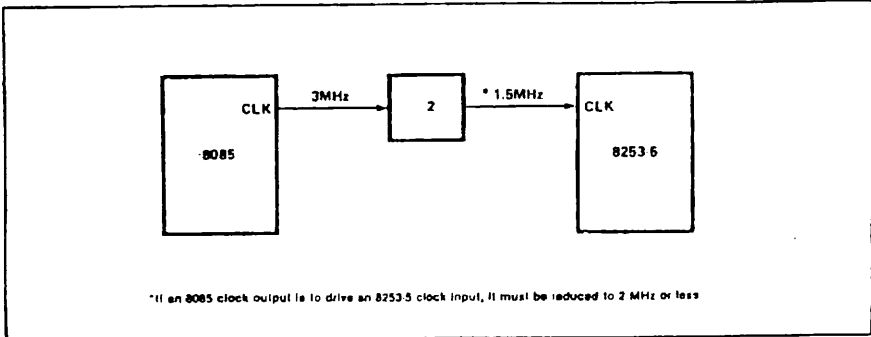 CLK 3MHz 2 * 1.5MHz CLK
8085 8253-6
*If an 8085 clock output is to drive an 8253-5 clock input, it must be reduced to 2 MHz or less